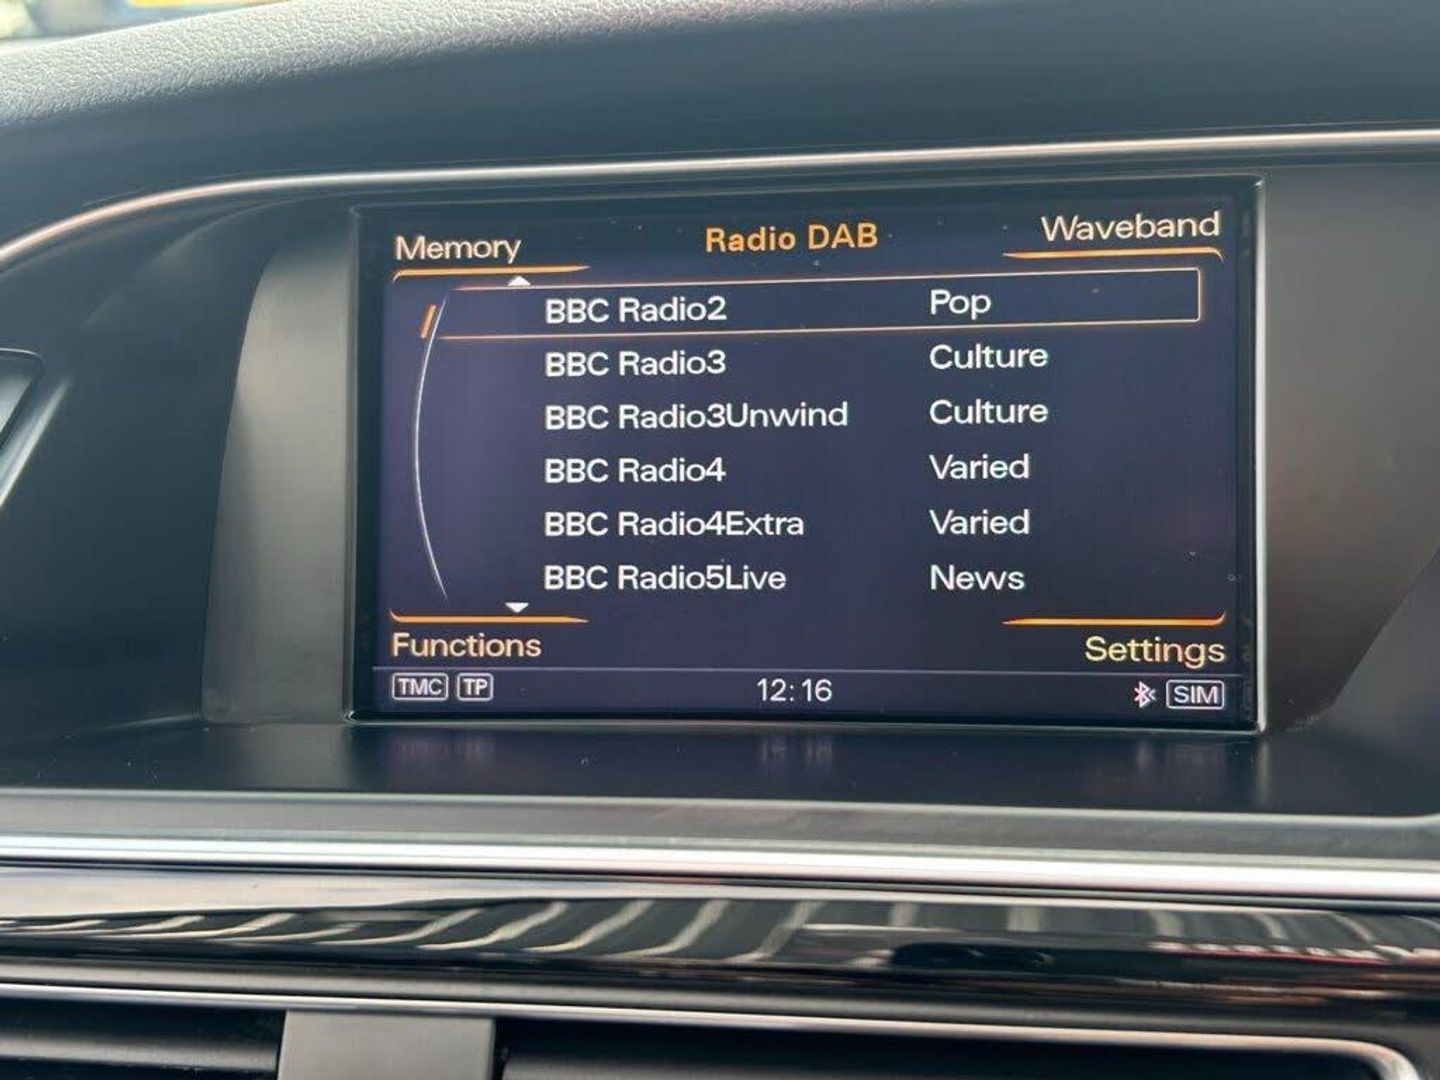 Memory Radio DAB Waveband
BBC Radio2 Pop
BBC Radio3 Culture
BBC Radio3Unwind Culture
BBC Radio4 Varied
BBC Radio4Extra Varied
BBC Radio5Live News
Functions Settings
TMC TP 12:16 SIM